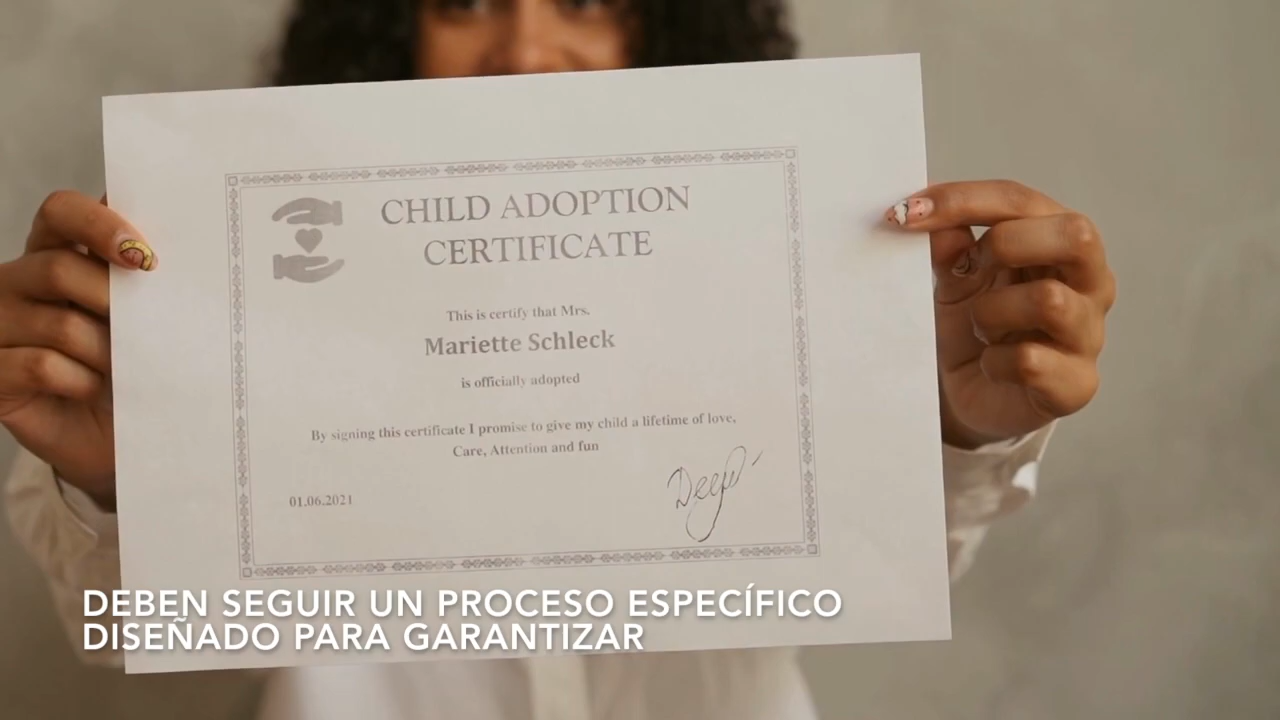 CHILD ADOPTION
CERTIFICATE
This is certify that Mrs.
Mariette Schleck
is officially adopted
By signing this certificate I promise to give my child a lifetime of love,
Care, Attention and fun
01.06.2021
DEBEN SEGUIR UN PROCESO ESPECÍFICO
DISEÑADO PARA GARANTIZAR